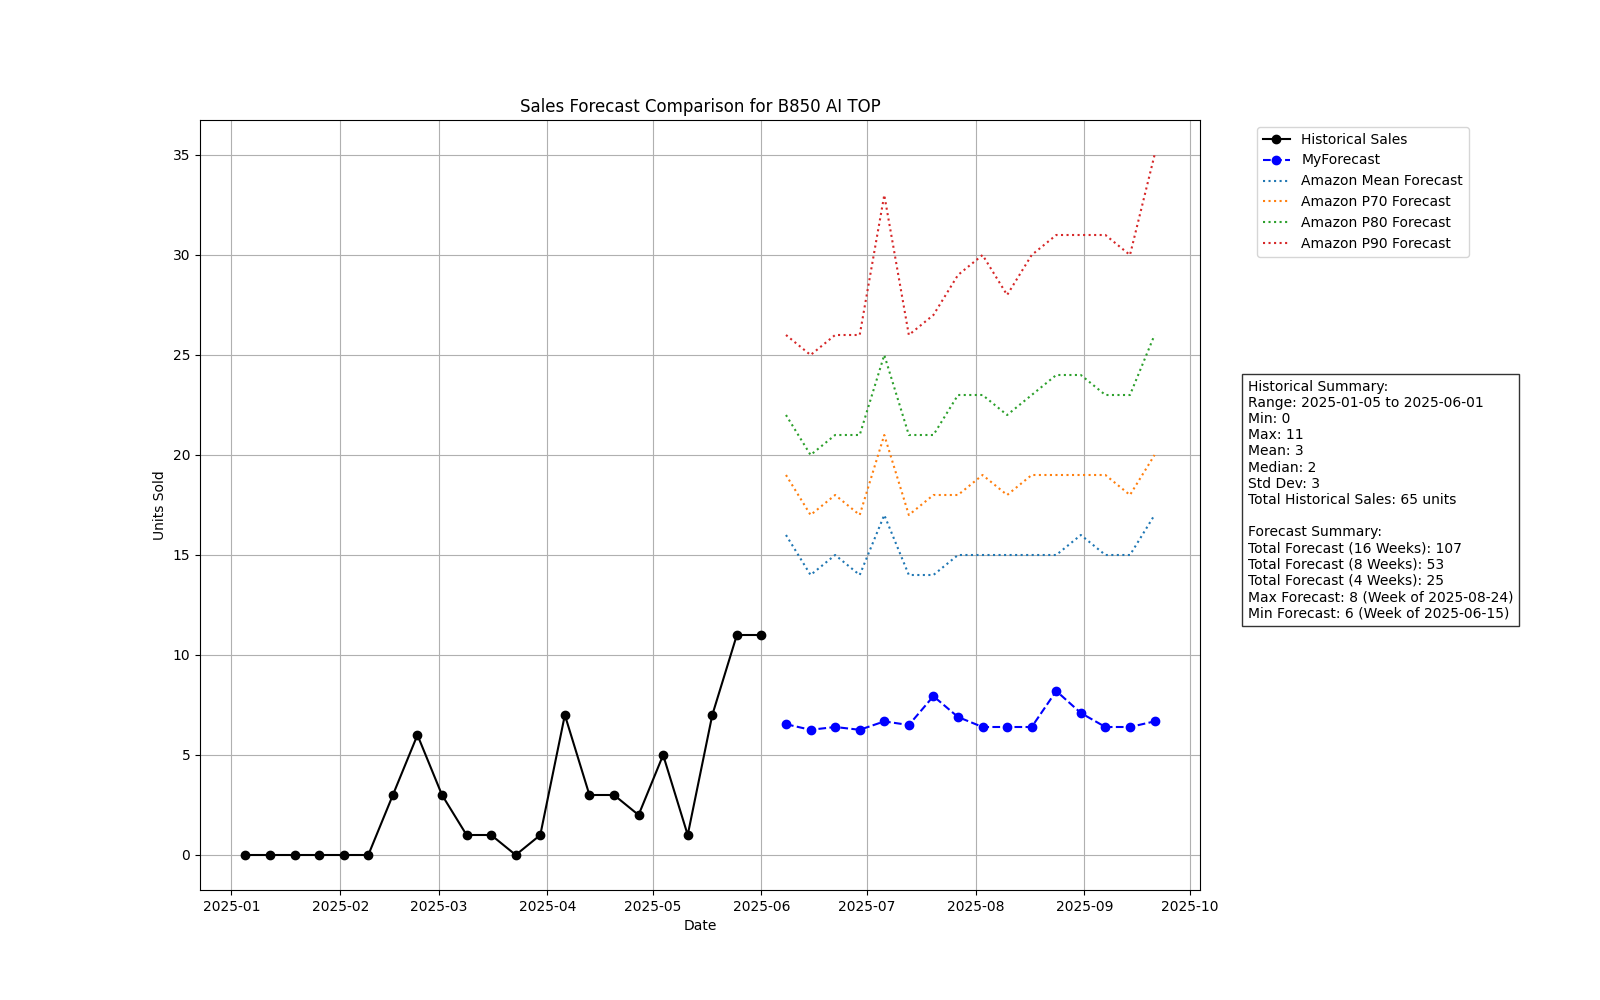 Sales Forecast Comparison for B850 AI TOP
Historical Sales
MyForecast
Amazon Mean Forecast
Amazon P70 Forecast
Amazon P80 Forecast
Amazon P90 Forecast
35
30
25
20
15
10
5
0
Units Sold
2025-01
2025-02
2025-03
2025-04
2025-05
2025-06
2025-07
2025-08
2025-09
2025-10
Date
Historical Summary:
Range: 2025-01-05 to 2025-06-01
Min: 0
Max: 11
Mean: 3
Median: 2
Std Dev: 3
Total Historical Sales: 65 units
Forecast Summary:
Total Forecast (16 Weeks): 107
Total Forecast (8 Weeks): 53
Total Forecast (4 Weeks): 25
Max Forecast: 8 (Week of 2025-08-24)
Min Forecast: 6 (Week of 2025-06-15)